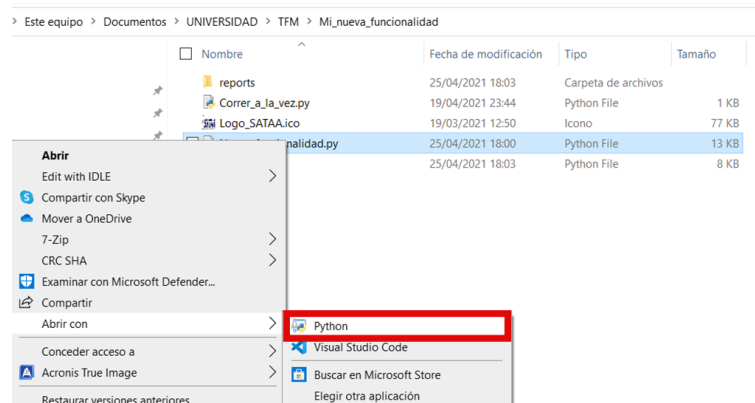 > Este equipo > Documentos > UNIVERSIDAD > TFM > Mi_nueva_funcionalidad
Nombre Fecha de modificación Tipo Tamaño
reports 25/04/2021 18:03 Carpeta de archivos
Correr_a_la_vez.py 19/04/2021 23:44 Python File 1 KB
Logo_SATAA.ico 19/03/2021 12:50 Icono 77 KB
nalidad.py 25/04/2021 18:00 Python File 13 KB
25/04/2021 18:03 Python File 8 KB
Abrir
Edit with IDLE
Compartir con Skype
Mover a OneDrive
7-Zip
CRC SHA
Examinar con Microsoft Defender...
Compartir
Abrir con
Python
Visual Studio Code
Conceder acceso a
Buscar en Microsoft Store
Acronis True Image
Elegir otra aplicación
Restaurar versiones anteriores